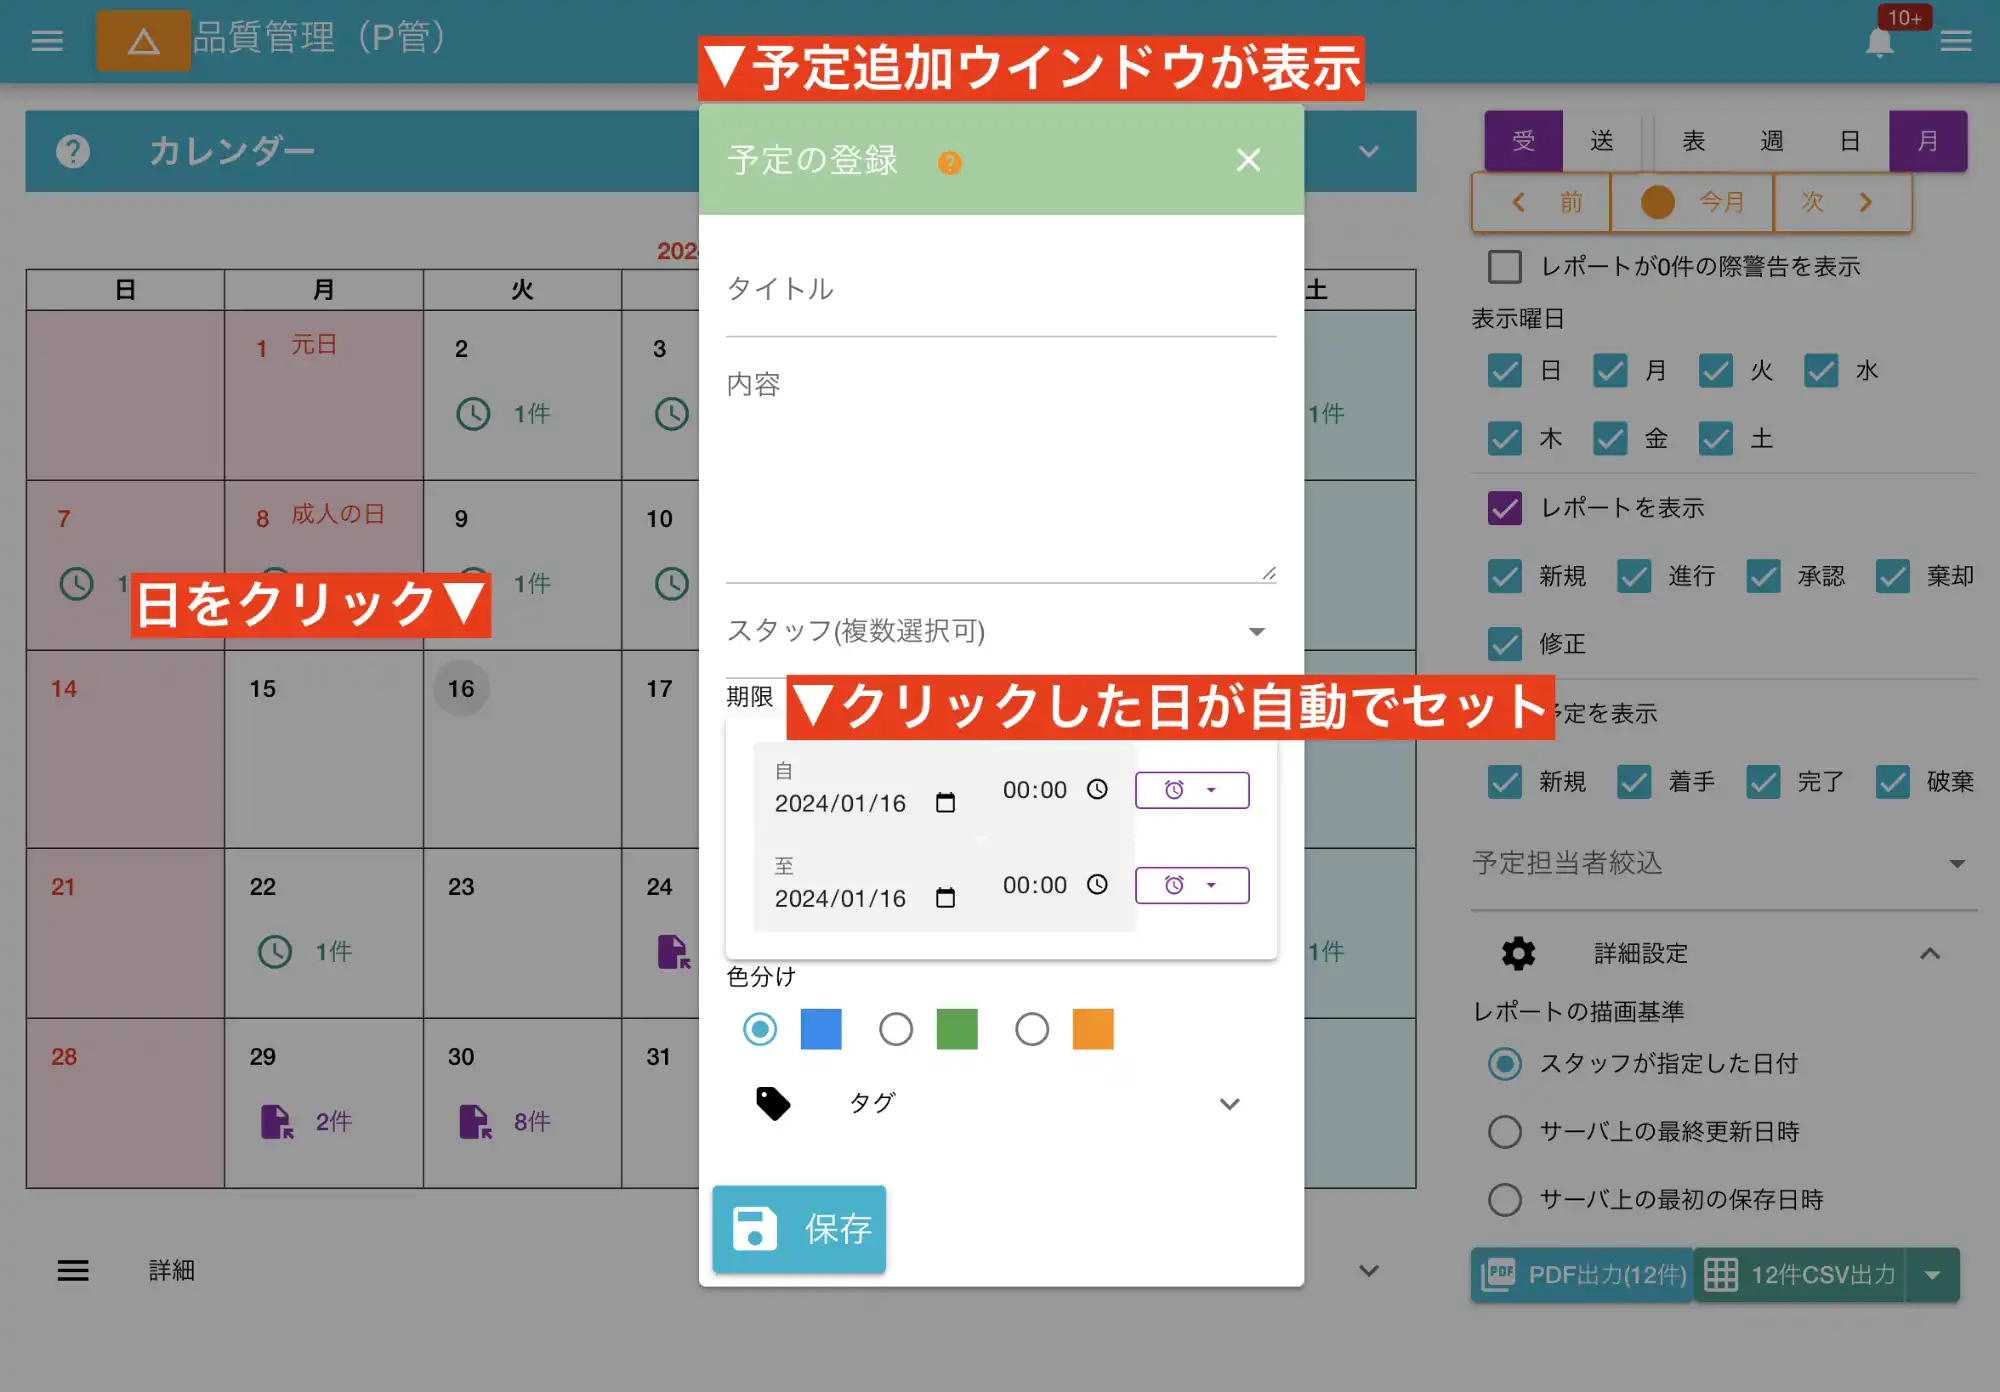 品質管理（P管）
10+
▼予定追加ウインドウが表示
カレンダー
予定の登録
受 送 表 週 日 月
前 今月 次
202
日 月 火 土
レポートが0件の際警告を表示
表示曜日
日 月 火 水
木 金 土
1 元日 2 3
1件 1件
タイトル
内容
レポートを表示
新規 進行 承認 棄却
修正
7 8 成人の日 9 10
1 1件
日をクリック▼
スタッフ(複数選択可)
期限
▼クリックした日が自動でセット
予定を表示
新規 着手 完了 破棄
14 15 16 17
自
2024/01/16 00:00
至
2024/01/16 00:00
予定担当者絞込
21 22 23 24
1件 1件
詳細設定
色分け
レポートの描画基準
スタッフが指定した日付
サーバ上の最終更新日時
サーバ上の最初の保存日時
28 29 30 31
2件 8件
タグ
保存
詳細
PDF PDF出力(12件) 12件CSV出力